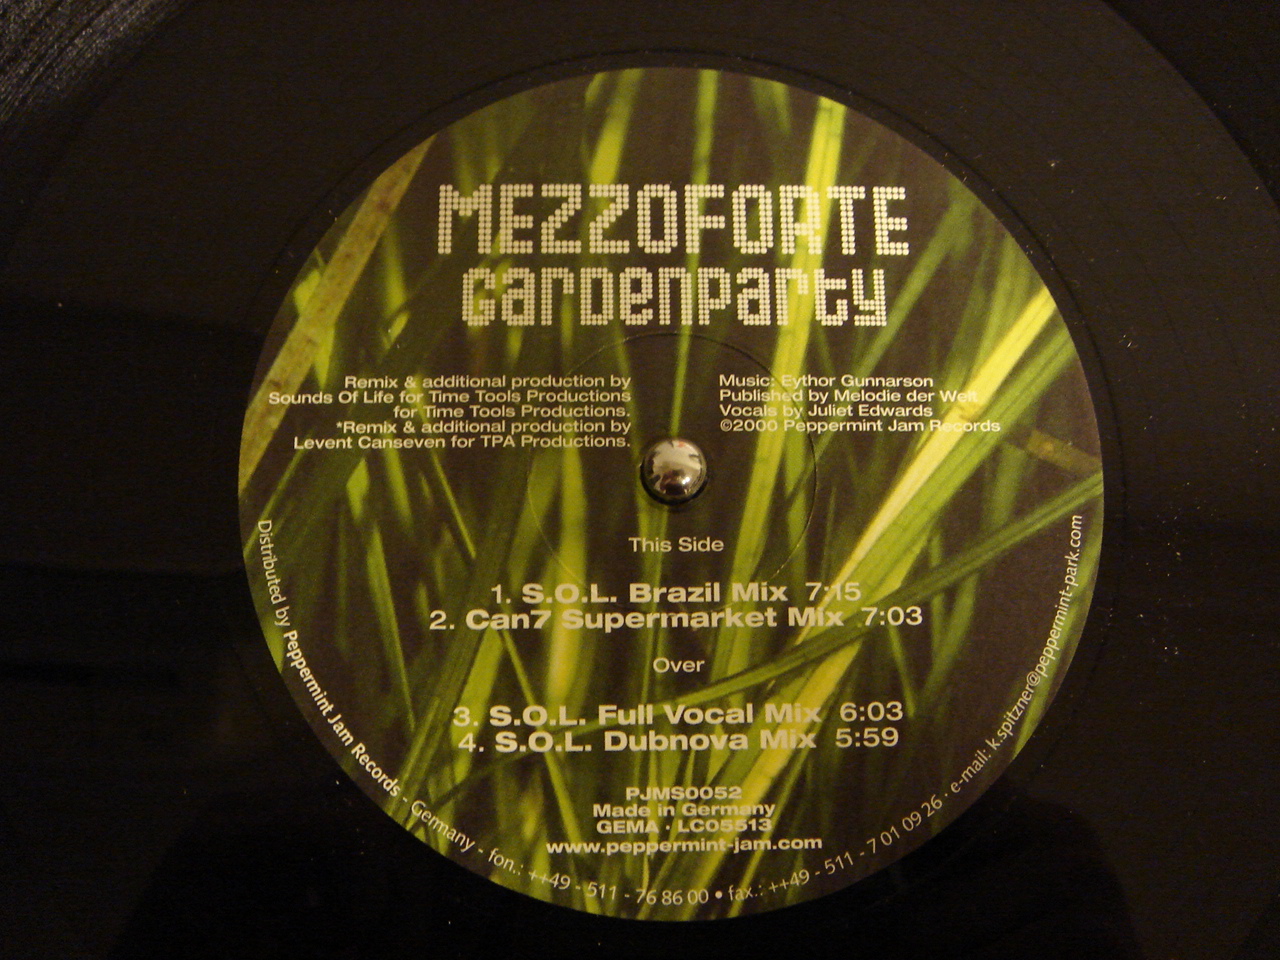 MEZZOFORTE
Gardenparty
Remix & additional production by
Sounds Of Life for Time Tools Productions
for Time Tools Productions.
*Remix & additional production by
Levent Canseven for TPA Productions.
Music: Eythor Gunnarson
Published by Melodie der Welt
Vocals by Juliet Edwards
©2000 Peppermint Jam Records
This Side
1. S.O.L. Brazil Mix 7:15
2. Can7 Supermarket Mix 7:03
Over
3. S.O.L. Full Vocal Mix 6:03
4. S.O.L. Dubnova Mix 5:59
PJMS0052
Made in Germany
GEMA · LC05513
www.peppermint-jam.com
Distributed by Peppermint Jam Records - Germany - fon.: ++49 - 511 - 76 86 00 • fax.: ++49 - 511 - 7 01 09 26 · e-mail: k.spitzner@peppermint-park.com